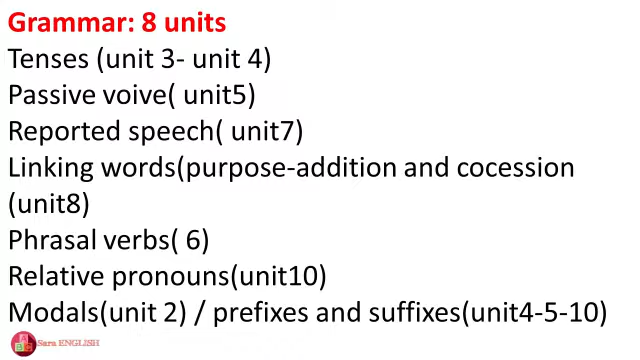 Grammar: 8 units
Tenses (unit 3- unit 4)
Passive voive( unit5)
Reported speech( unit7)
Linking words(purpose-addition and cocession
(unit8)
Phrasal verbs( 6)
Relative pronouns(unit10)
Modals(unit 2) / prefixes and suffixes(unit4-5-10)
Sara ENGLISH